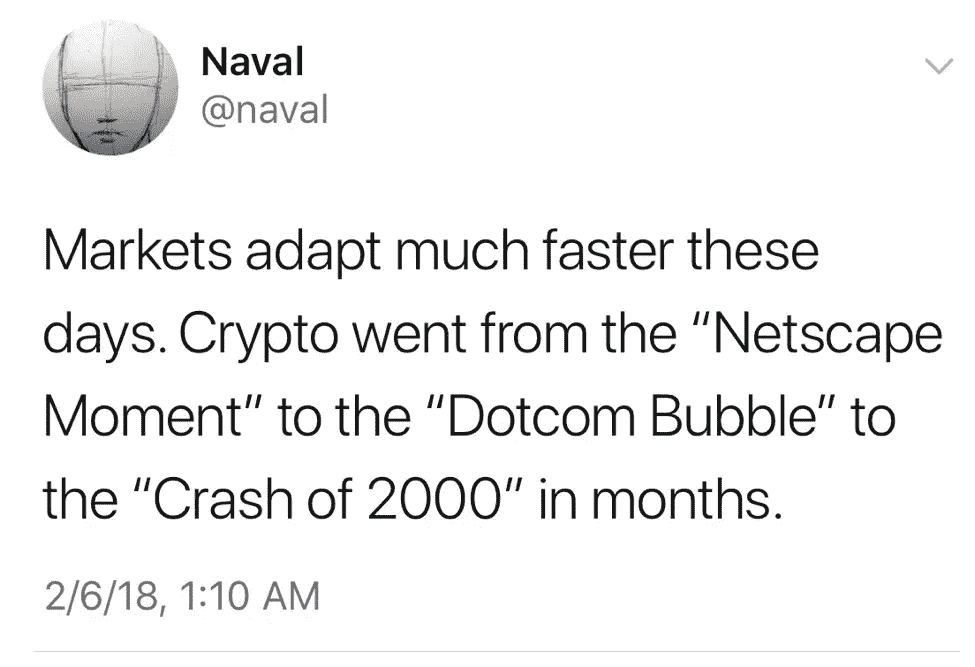 Naval
@naval
Markets adapt much faster these
days. Crypto went from the “Netscape
Moment” to the “Dotcom Bubble” to
the “Crash of 2000” in months.
2/6/18, 1:10 AM